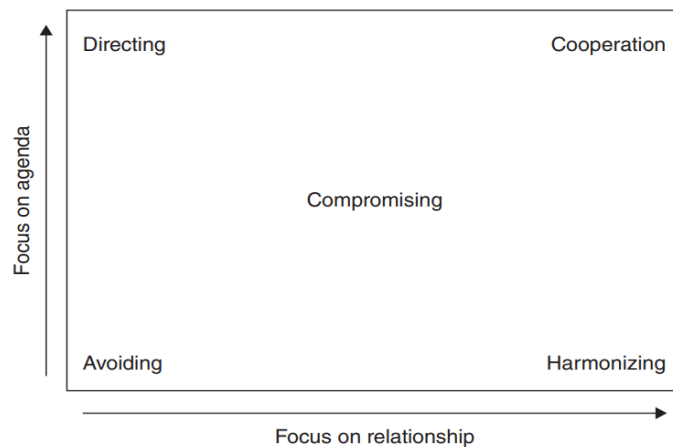 Directing
Cooperation
Focus on agenda
Compromising
Avoiding
Harmonizing
Focus on relationship